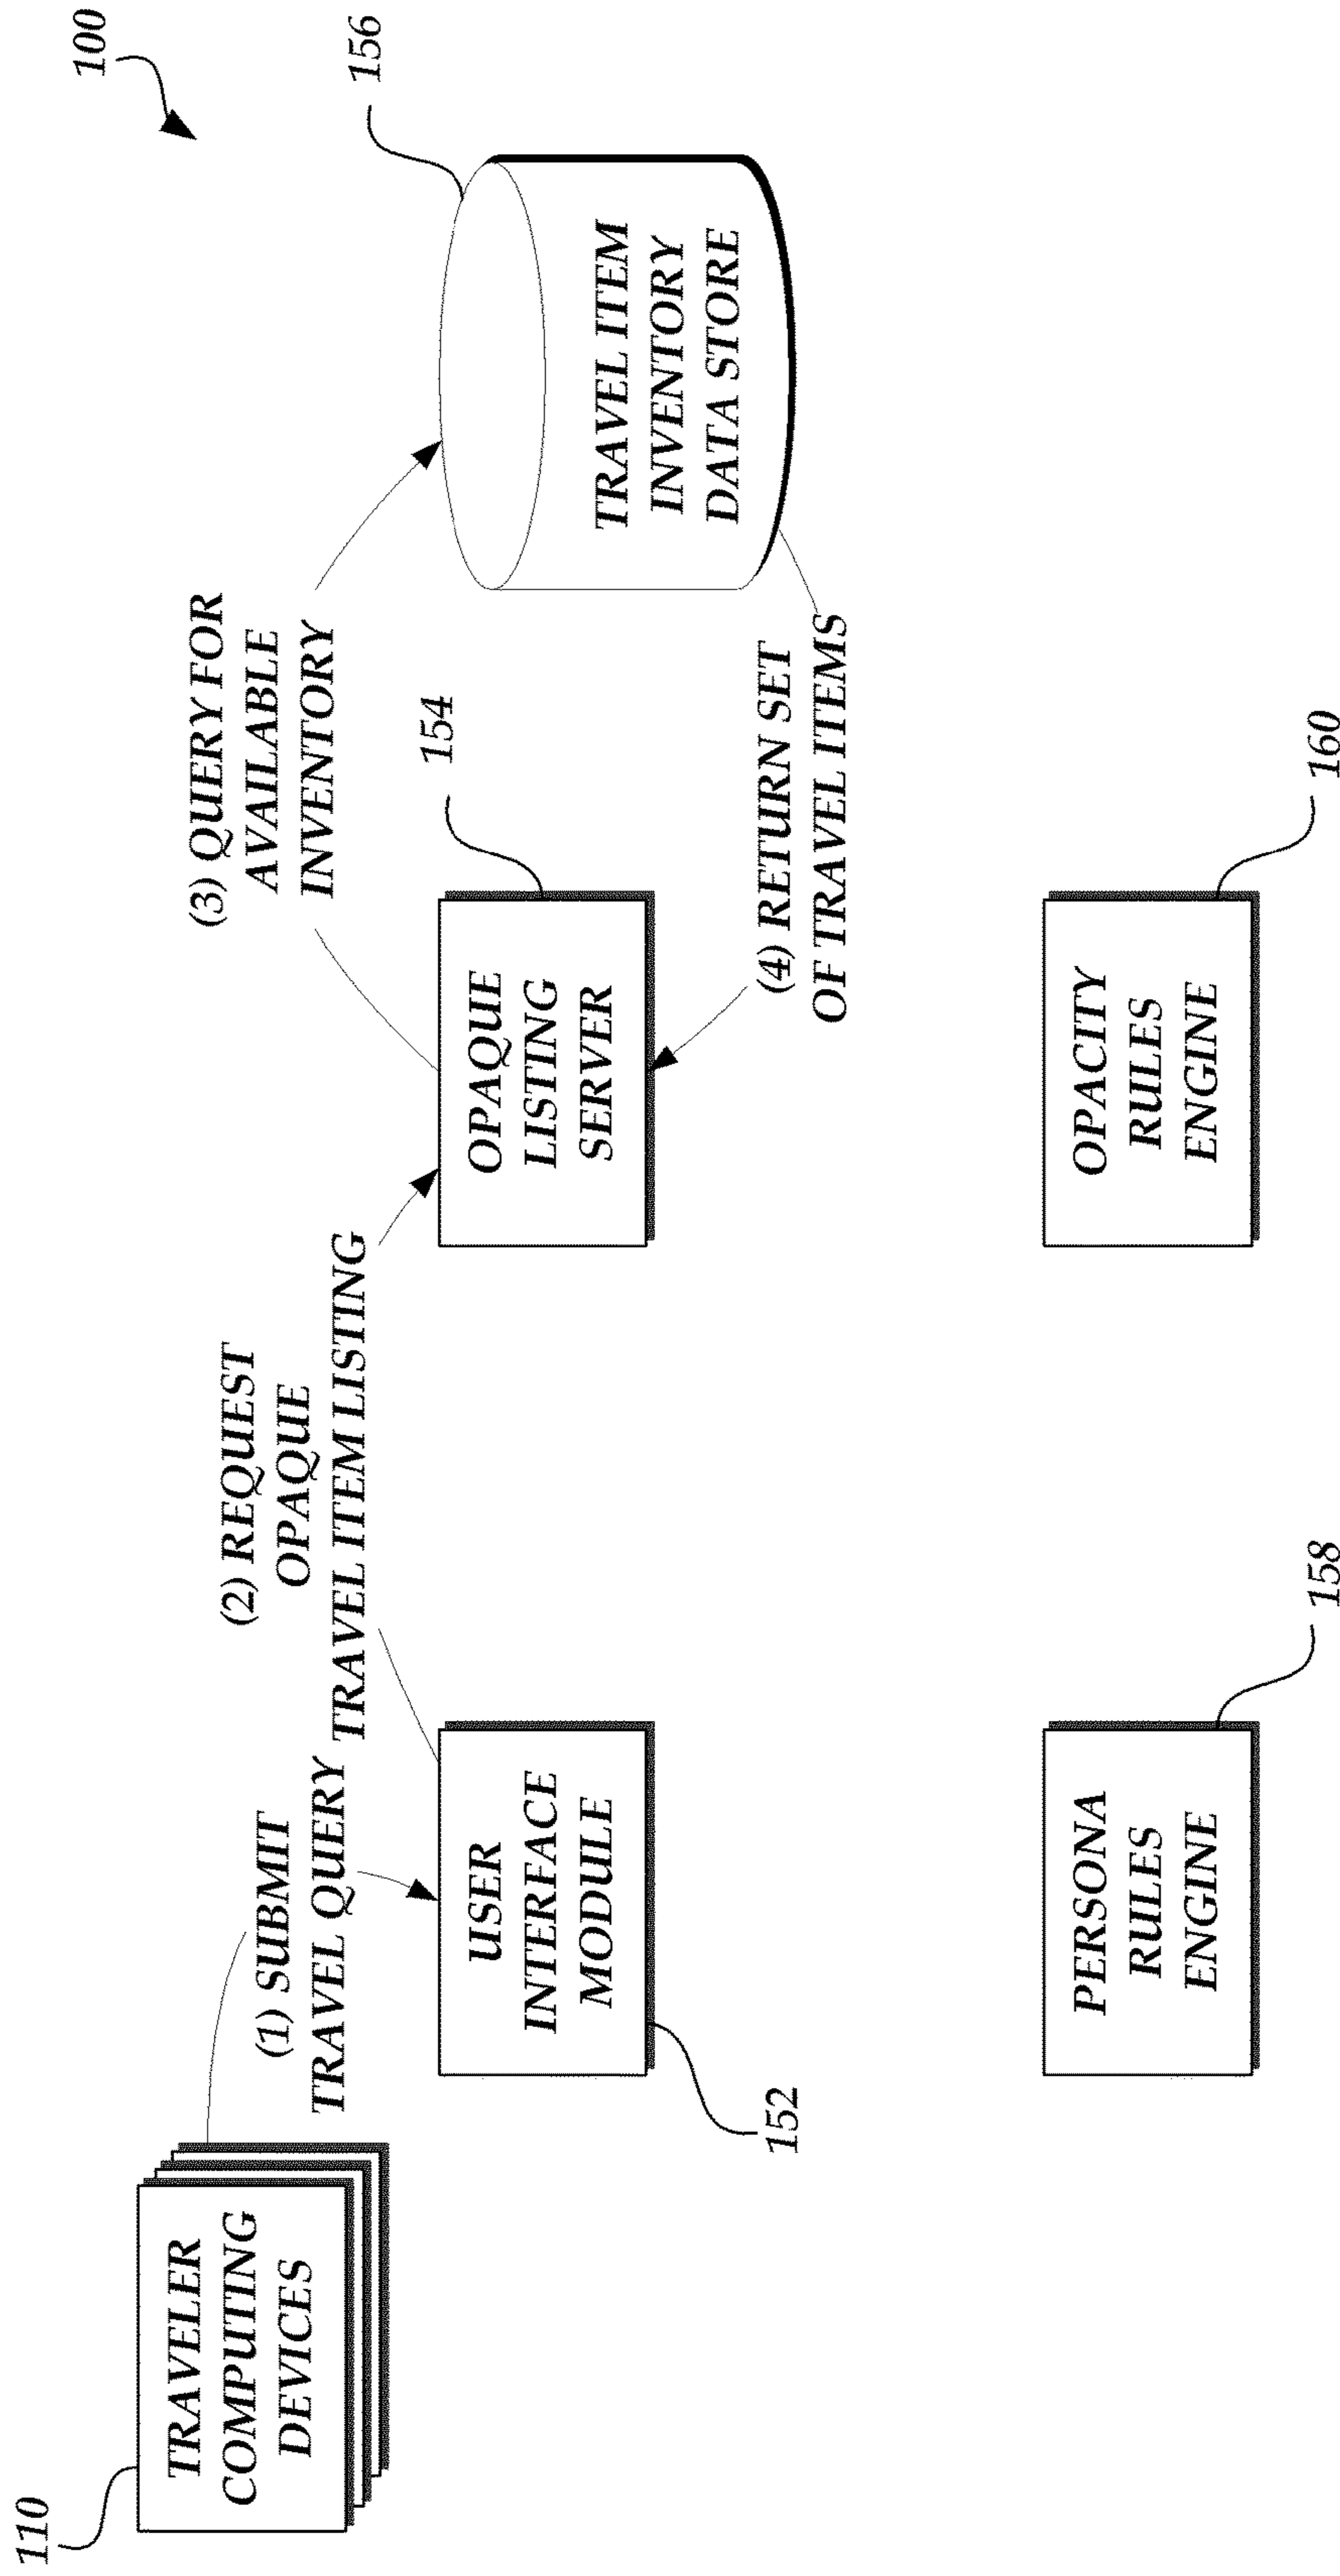 100
110
TRAVELER
COMPUTING
DEVICES
(1) SUBMIT
TRAVEL QUERY
(2) REQUEST
OPAQUE
TRAVEL ITEM LISTING
(3) QUERY FOR
AVAILABLE
INVENTORY
156
USER
INTERFACE
MODULE
152
OPAQUE
LISTING
SERVER
154
TRAVEL ITEM
INVENTORY
DATA STORE
(4) RETURN SET
OF TRAVEL ITEMS
PERSONA
RULES
ENGINE
158
OPACITY
RULES
ENGINE
160